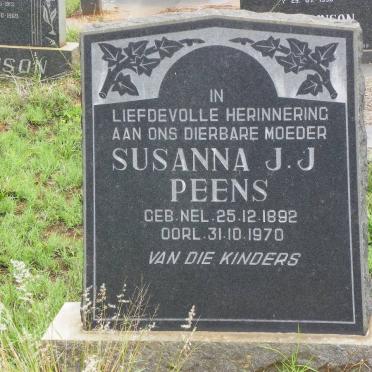 IN
LIEFDEVOLLE HERINNERING
AAN ONS DIERBARE MOEDER
SUSANNA J.J
PEENS
GEB. NEL. 25.12.1892
OORL. 31.10.1970
VAN DIE KINDERS